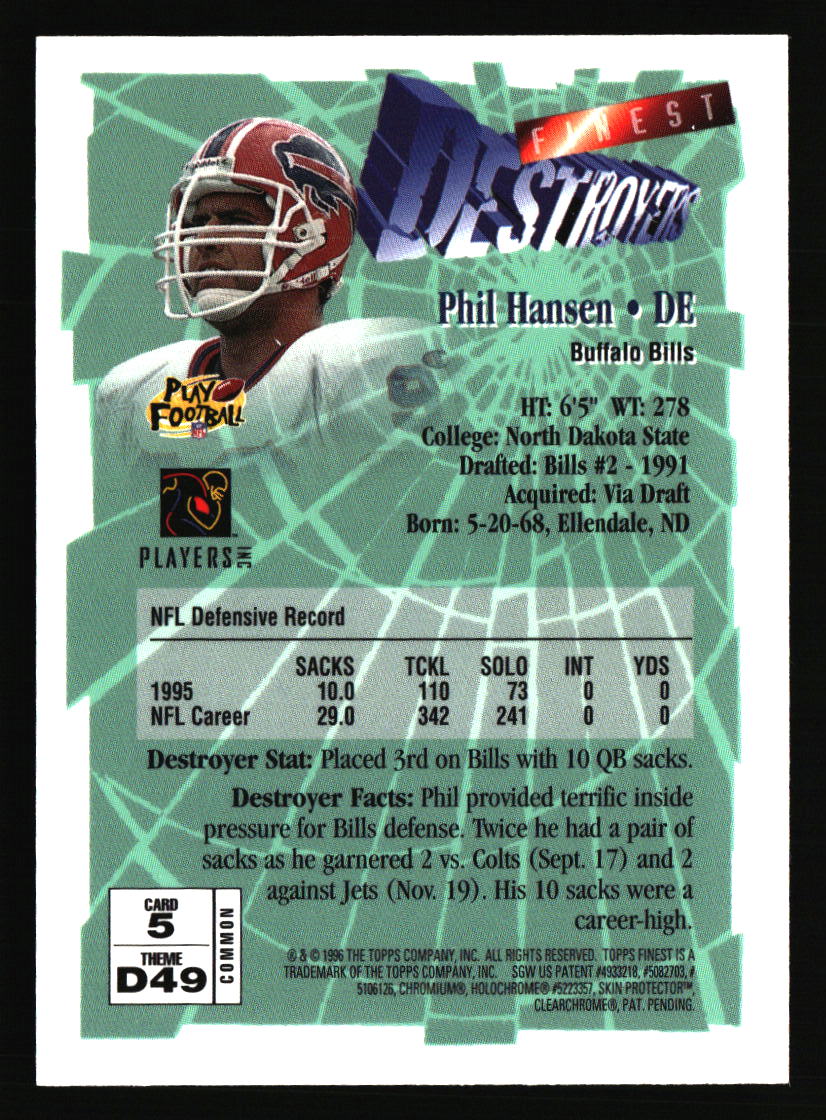 FINEST
DESTROYERS
Phil Hansen • DE
Buffalo Bills
PLAY
FOOTBALL
NFL
HT: 6'5" WT: 278
College: North Dakota State
Drafted: Bills #2 - 1991
Acquired: Via Draft
Born: 5-20-68, Ellendale, ND
PLAYERS INC
NFL Defensive Record
SACKS TCKL SOLO INT YDS
1995 10.0 110 73 0 0
NFL Career 29.0 342 241 0 0
Destroyer Stat: Placed 3rd on Bills with 10 QB sacks.
Destroyer Facts: Phil provided terrific inside
pressure for Bills defense. Twice he had a pair of
sacks as he garnered 2 vs. Colts (Sept. 17) and 2
against Jets (Nov. 19). His 10 sacks were a
career-high.
CARD
5
THEME
D49
COMMON
® & © 1996 THE TOPPS COMPANY, INC. ALL RIGHTS RESERVED. TOPPS FINEST IS A
TRADEMARK OF THE TOPPS COMPANY, INC. SGW US PATENT #4933218, #5082703, #
5106126, CHROMIUM®, HOLOCHROME® #5223357, SKIN PROTECTOR™,
CLEARCHROME®, PAT. PENDING.